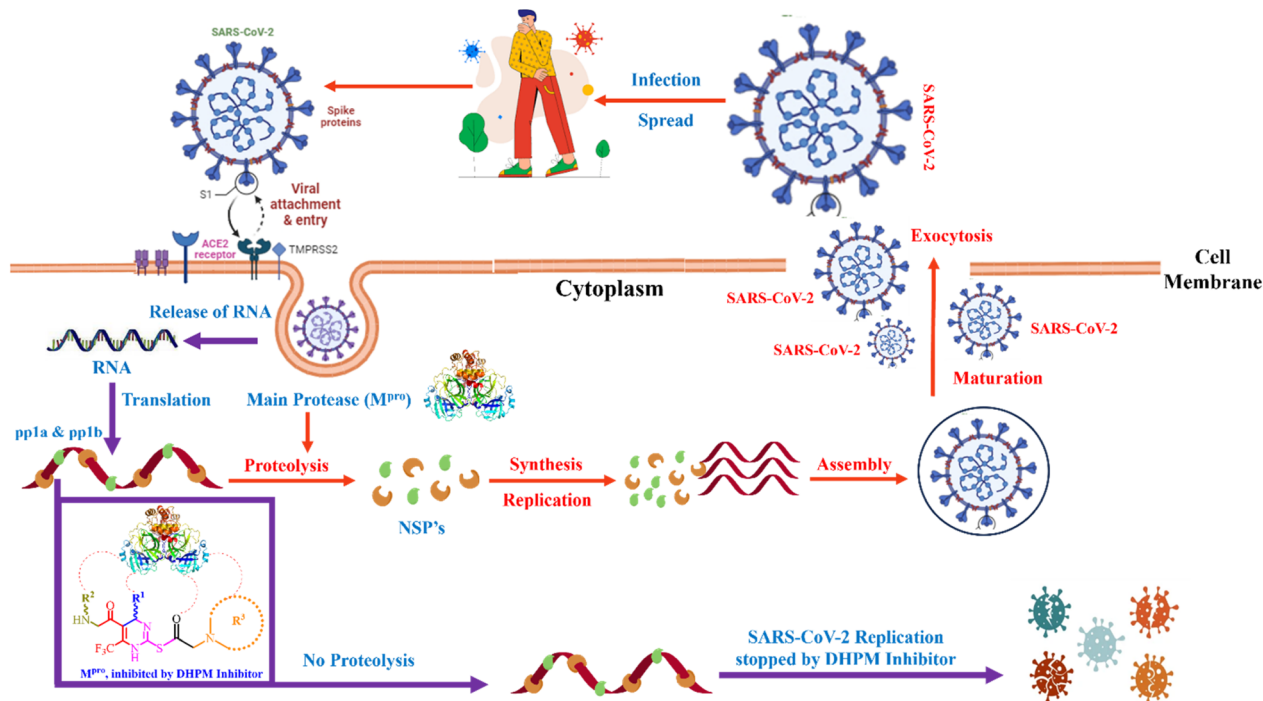 SARS-CoV-2
Spike
proteins
S1
Viral
attachment
& entry
ACE2
receptor
TMPRSS2
Infection
Spread
SARS-CoV-2
Exocytosis
Cell
Membrane
Cytoplasm
SARS-CoV-2
SARS-CoV-2
SARS-CoV-2
Maturation
Release of RNA
RNA
Translation
Main Protease (Mᵖʳᵒ)
pp1a & pp1b
Proteolysis
NSP's
Synthesis
Replication
Assembly
R²
R¹
R³
O
O
HN
N
N
F₃C
N
H
S
Mᵖʳᵒ, inhibited by DHPM Inhibitor
No Proteolysis
SARS-CoV-2 Replication
stopped by DHPM Inhibitor